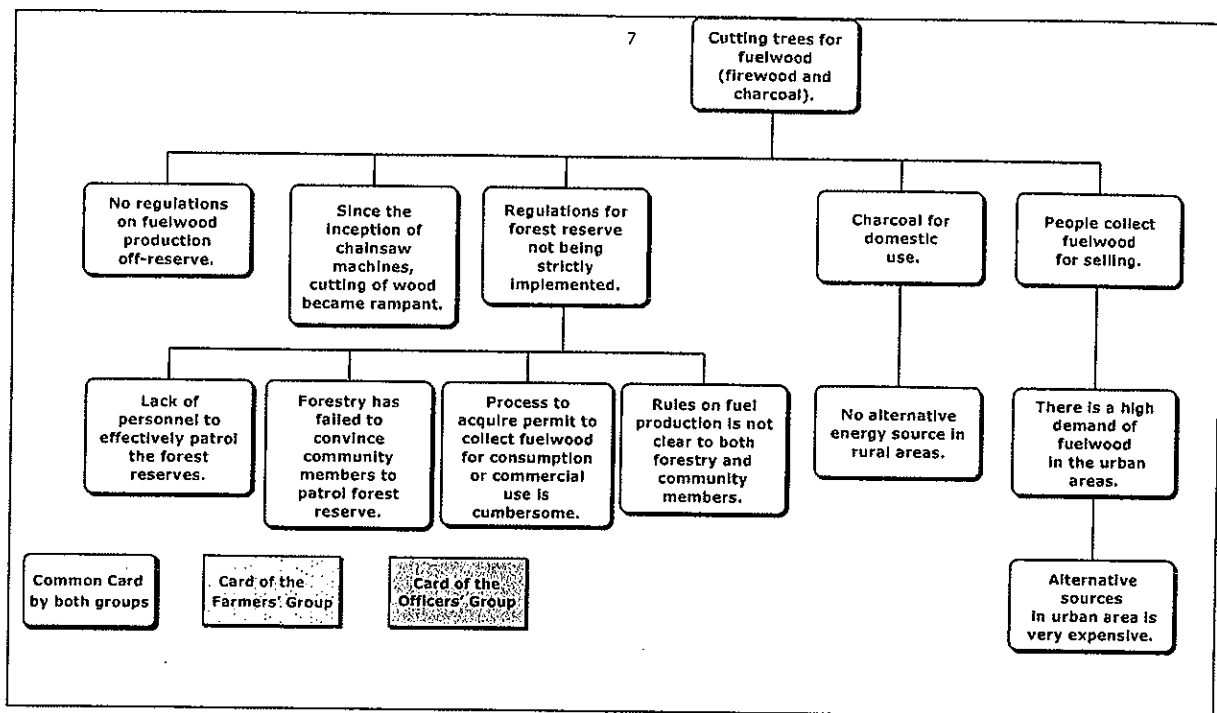 7
Cutting trees for
fuelwood
(firewood and
charcoal).
No regulations
on fuelwood
production
off-reserve.
Since the
inception of
chainsaw
machines,
cutting of wood
became rampant.
Regulations for
forest reserve
not being
strictly
implemented.
Charcoal for
domestic
use.
People collect
fuelwood
for selling.
Lack of
personnel to
effectively patrol
the forest
reserves.
Forestry has
failed to
convince
community
members to
patrol forest
reserve.
Process to
acquire permit to
collect fuelwood
for consumption
or commercial
use is
cumbersome.
Rules on fuel
production is not
clear to both
forestry and
community
members.
No alternative
energy source in
rural areas.
There is a high
demand of
fuelwood
in the urban
areas.
Alternative
sources
in urban area is
very expensive.
Common Card
by both groups
Card of the
Farmers' Group
Card of the
Officers' Group